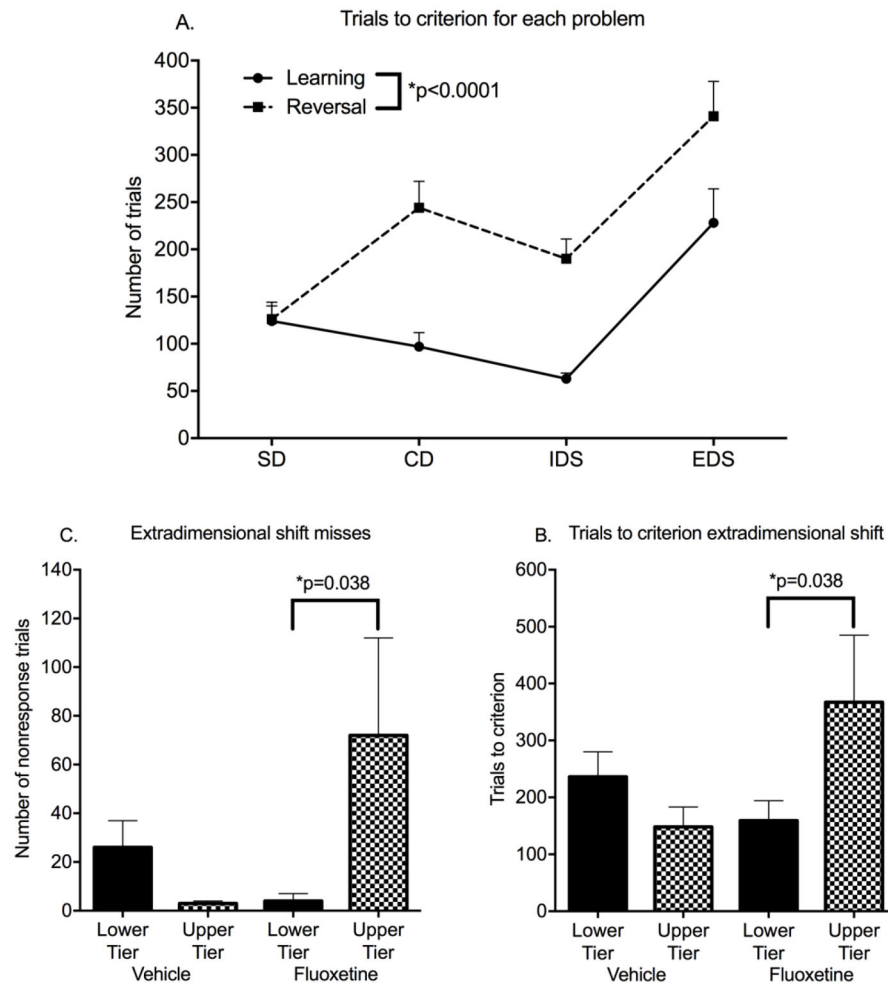 A. Trials to criterion for each problem
Number of trials
400
350
300
250
200
150
100
50
0
Learning
Reversal
*p<0.0001
SD CD IDS EDS
C. Extradimensional shift misses
Number of nonresponse trials
140
120
100
80
60
40
20
0
*p=0.038
Lower Tier Upper Tier Lower Tier Upper Tier
Vehicle Fluoxetine
B. Trials to criterion extradimensional shift
Trials to criterion
600
500
400
300
200
100
0
*p=0.038
Lower Tier Upper Tier Lower Tier Upper Tier
Vehicle Fluoxetine